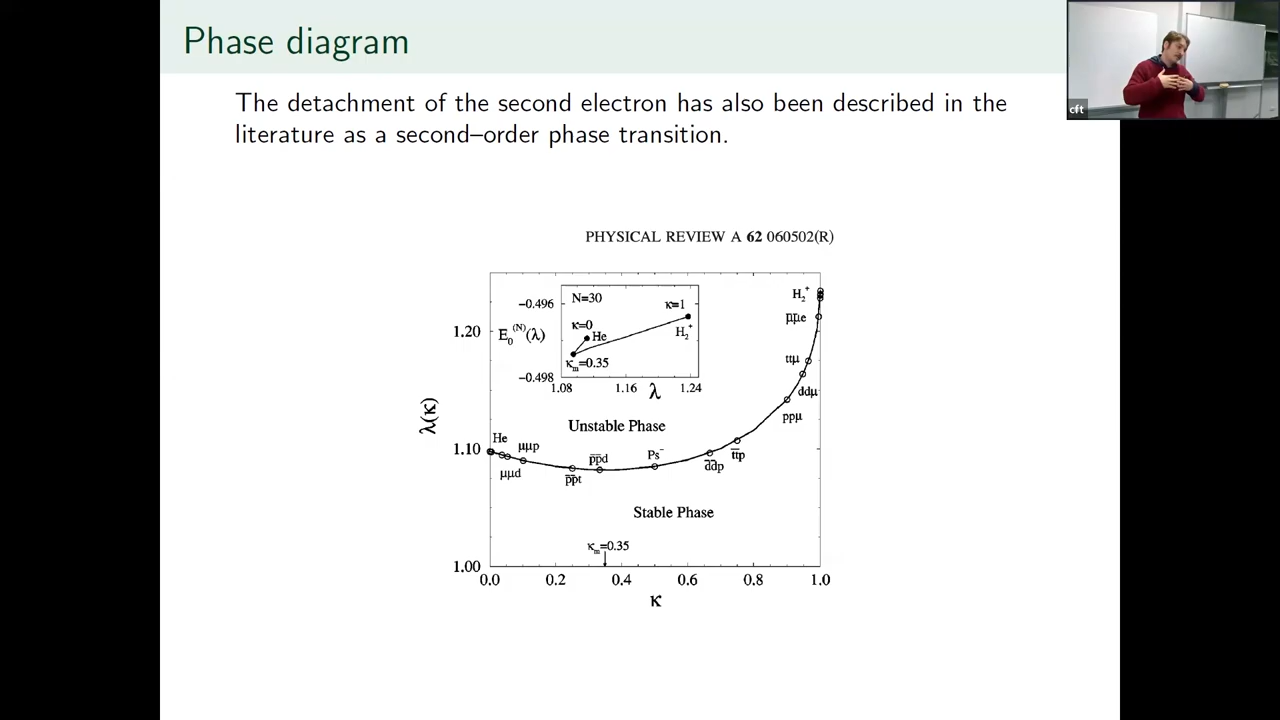 Phase diagram
cft
The detachment of the second electron has also been described in the
literature as a second–order phase transition.
PHYSICAL REVIEW A 62 060502(R)
N=30
κ=1
H₂⁺
κ=0
He
κₘ=0.35
E₀⁽ᴺ⁾(λ)
−0.496
−0.498
1.08
1.16
1.24
λ
H₂⁺
p̅p̅e
ttμ
ddμ
ppμ
1.20
1.10
1.00
λ(κ)
Unstable Phase
He
μμp
μμd
p̅p̅t
p̅p̅d
Ps⁻
d̅d̅p
t̅t̅p
Stable Phase
κₘ=0.35
0.0
0.2
0.4
0.6
0.8
1.0
κ